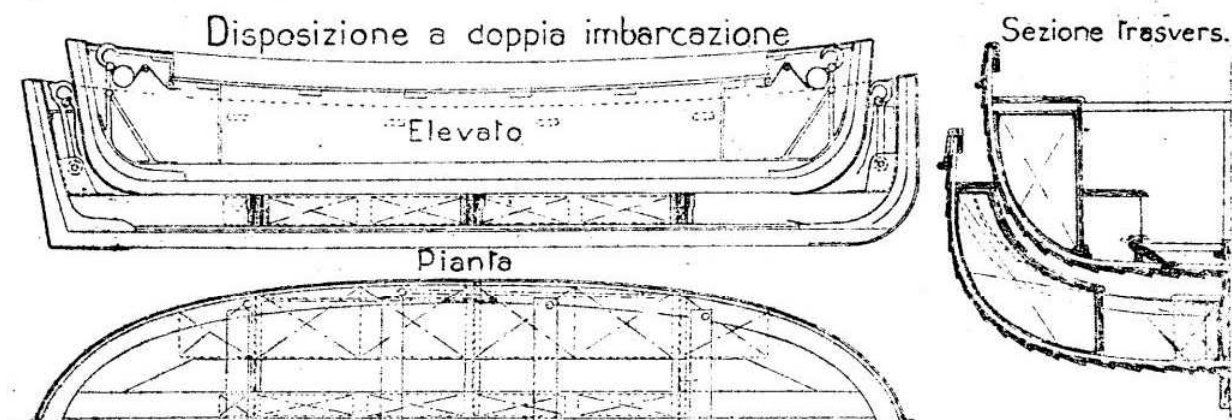 Disposizione a doppia imbarcazione
Sezione Trasvers.
Elevato
Pianta